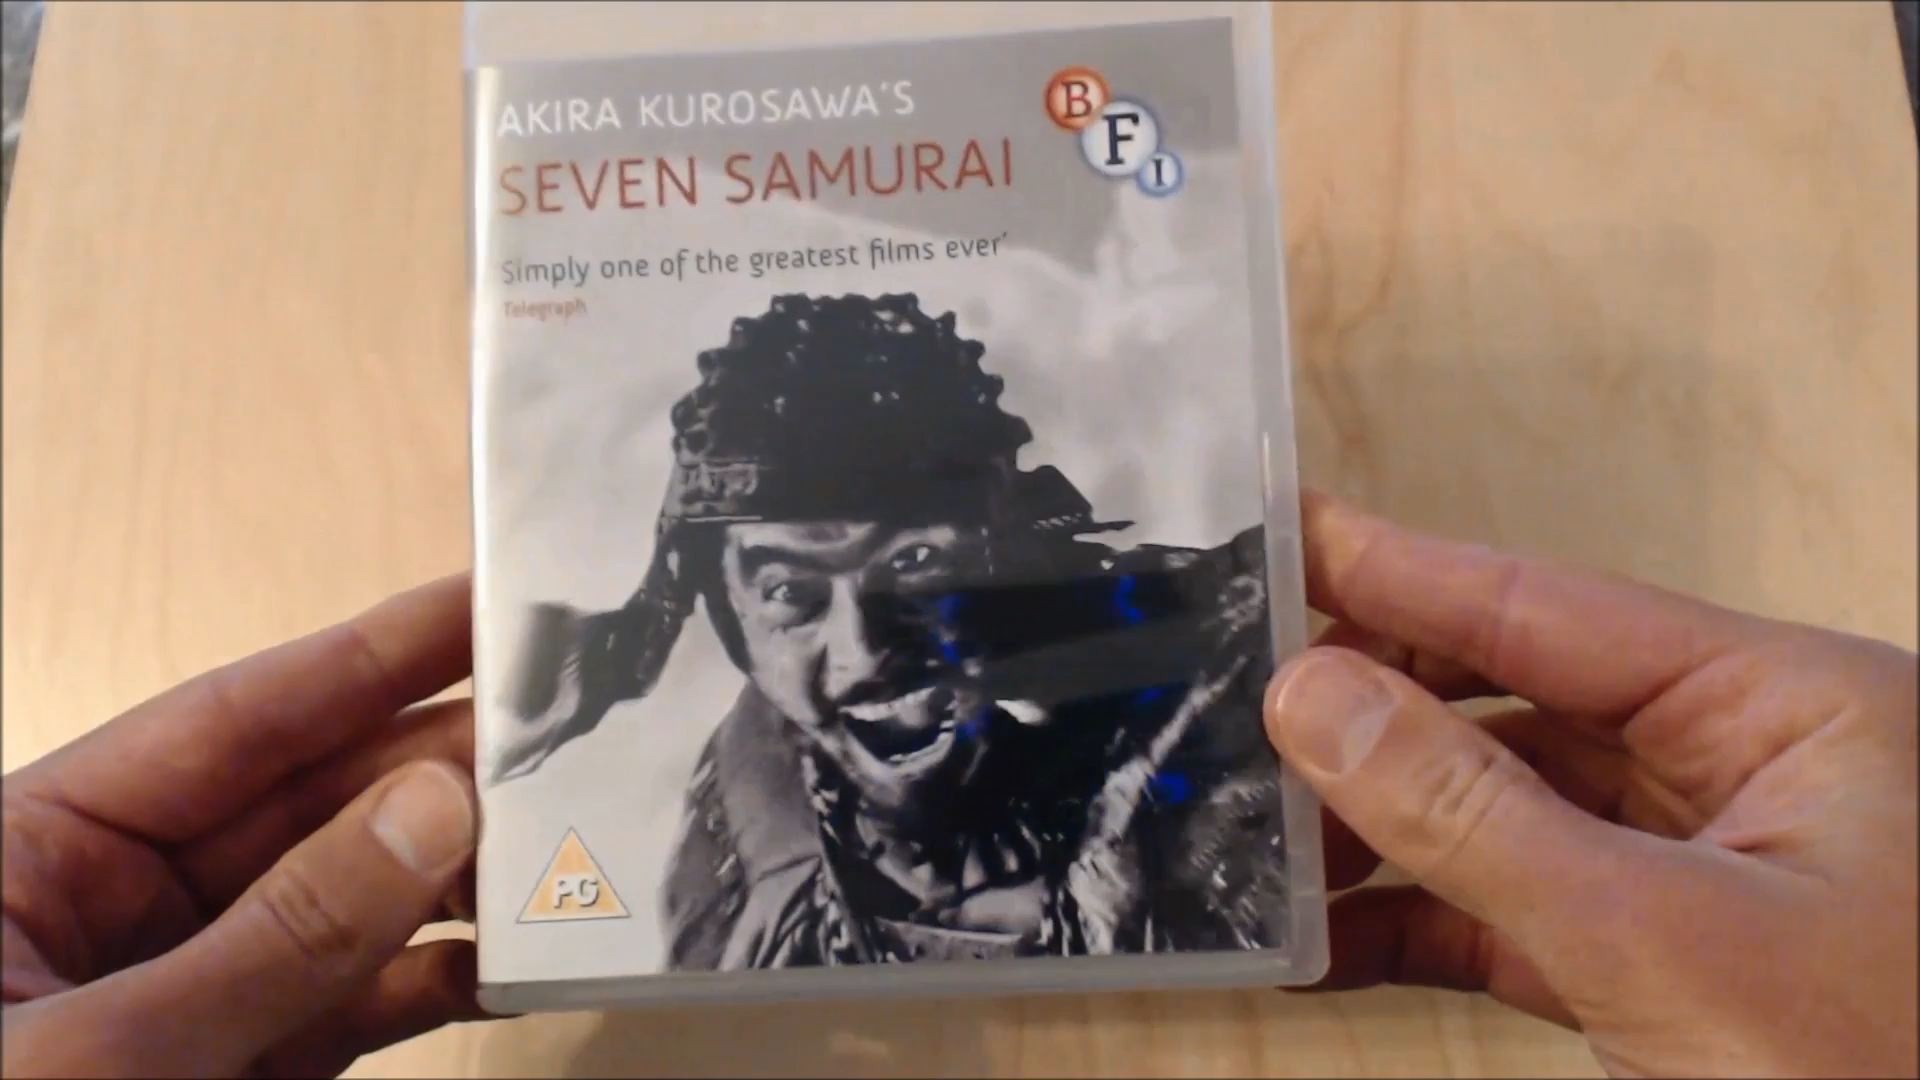 AKIRA KUROSAWA'S
SEVEN SAMURAI
BFI
Simply one of the greatest films ever'
Telegraph
PG